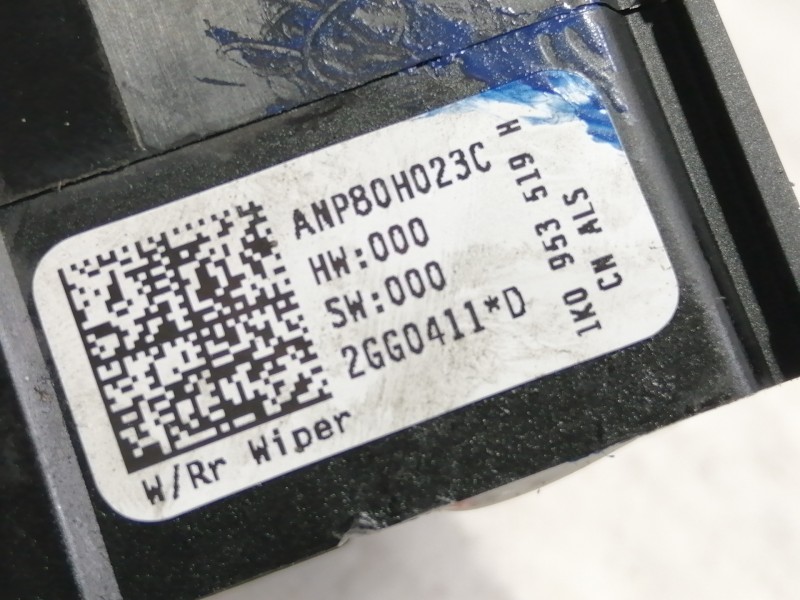 ANP80H023C
HW:000
SW:000
2GG0411*D
W/Rr Wiper
1K0 953 519 H
CN ALS